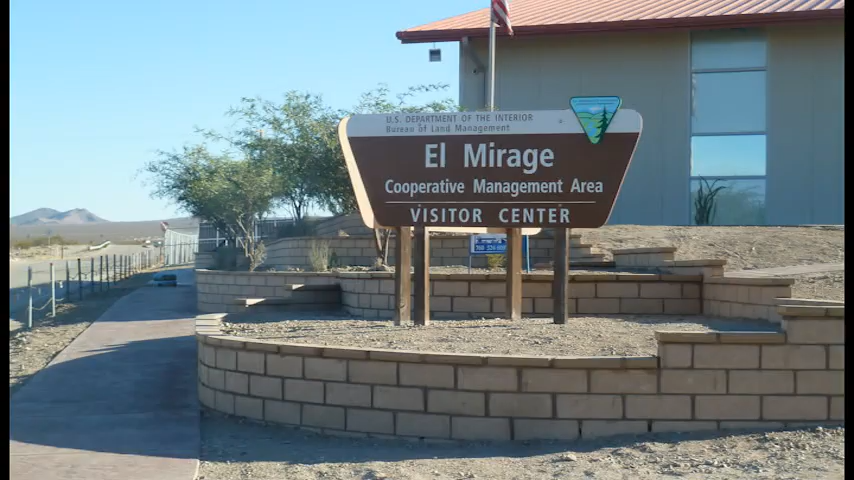 U.S. DEPARTMENT OF THE INTERIOR
Bureau of Land Management
El Mirage
Cooperative Management Area
VISITOR CENTER